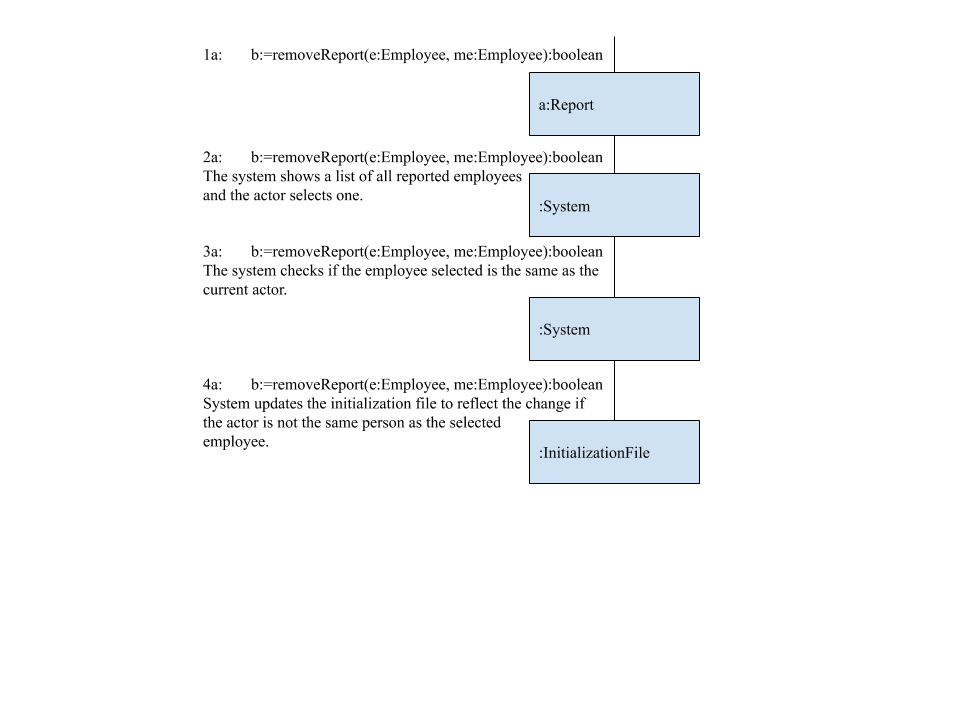 1a: b:=removeReport(e:Employee, me:Employee):boolean
a:Report
2a: b:=removeReport(e:Employee, me:Employee):boolean
The system shows a list of all reported employees
and the actor selects one.
:System
3a: b:=removeReport(e:Employee, me:Employee):boolean
The system checks if the employee selected is the same as the
current actor.
:System
4a: b:=removeReport(e:Employee, me:Employee):boolean
System updates the initialization file to reflect the change if
the actor is not the same person as the selected
employee.
:InitializationFile